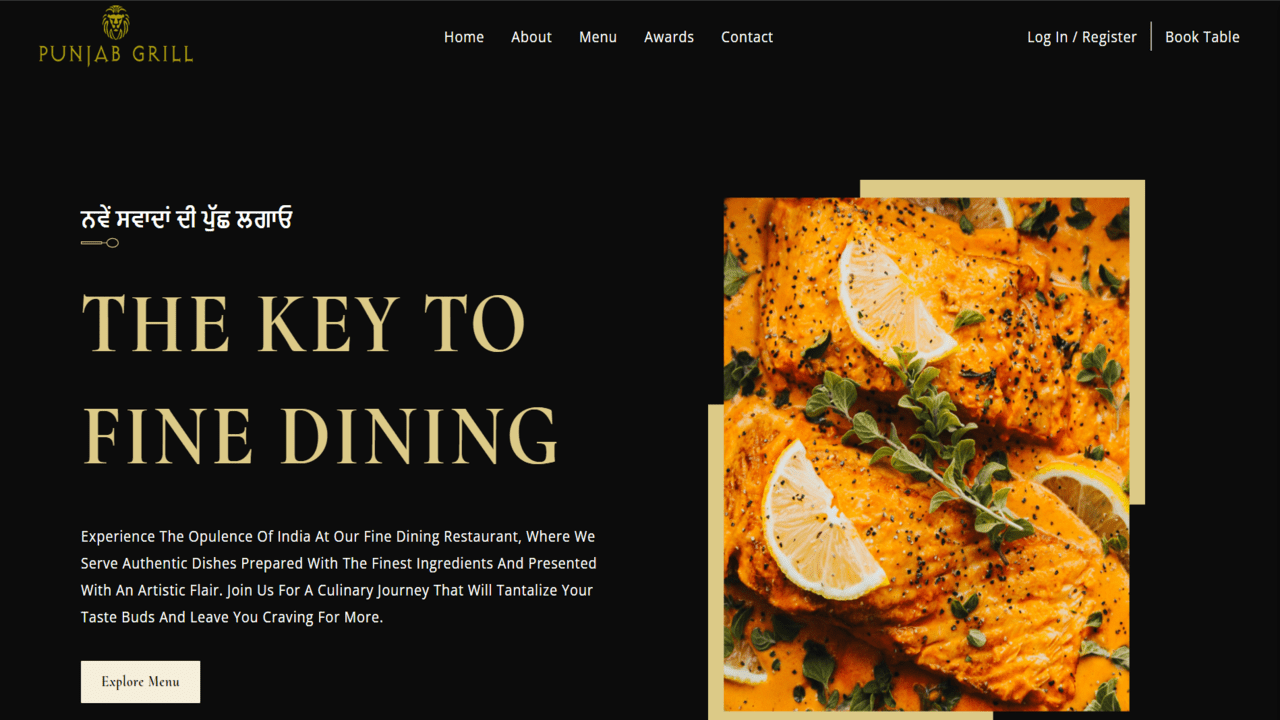 PUNJAB GRILL
Home About Menu Awards Contact
Log In / Register Book Table
ਨਵੇਂ ਸਵਾਦਾਂ ਦੀ ਪੁੱਛ ਲਗਾਓ
THE KEY TO
FINE DINING
Experience The Opulence Of India At Our Fine Dining Restaurant, Where We
Serve Authentic Dishes Prepared With The Finest Ingredients And Presented
With An Artistic Flair. Join Us For A Culinary Journey That Will Tantalize Your
Taste Buds And Leave You Craving For More.
Explore Menu